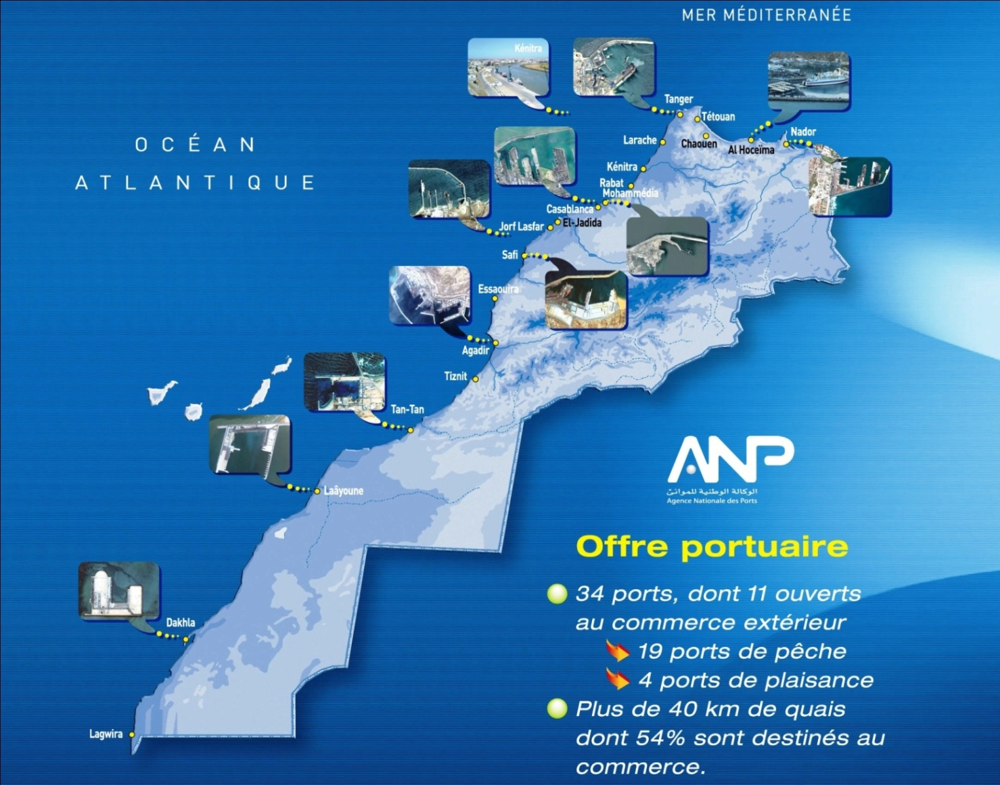 MER MÉDITERRANÉE
Kénitra
Tanger
Tétouan
Nador
OCÉAN
ATLANTIQUE
Larache
Chaouen
Al Hoceïma
Kénitra
Rabat
Mohammédia
Casablanca
El-Jadida
Jorf Lasfar
Safi
Essaouira
Agadir
Tiznit
Tan-Tan
Laâyoune
ANP
الوكالة الوطنية للموانئ
Agence Nationale des Ports
Offre portuaire
34 ports, dont 11 ouverts
au commerce extérieur
19 ports de pêche
4 ports de plaisance
Plus de 40 km de quais
dont 54% sont destinés au
commerce.
Dakhla
Lagwira